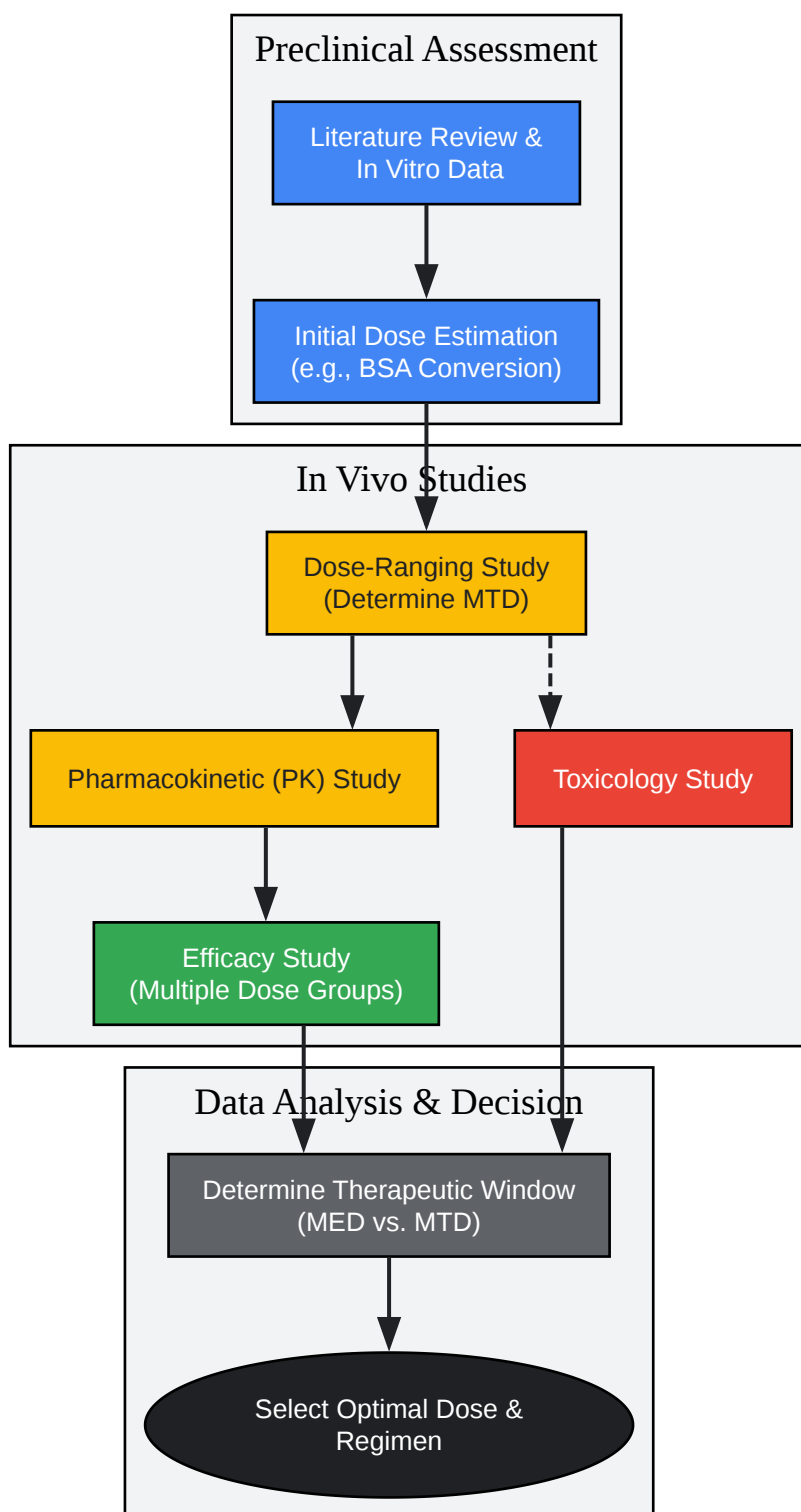 Preclinical Assessment
Literature Review &
In Vitro Data
Initial Dose Estimation
(e.g., BSA Conversion)
In Vivo Studies
Dose-Ranging Study
(Determine MTD)
Pharmacokinetic (PK) Study
Toxicology Study
Efficacy Study
(Multiple Dose Groups)
Data Analysis & Decision
Determine Therapeutic Window
(MED vs. MTD)
Select Optimal Dose &
Regimen